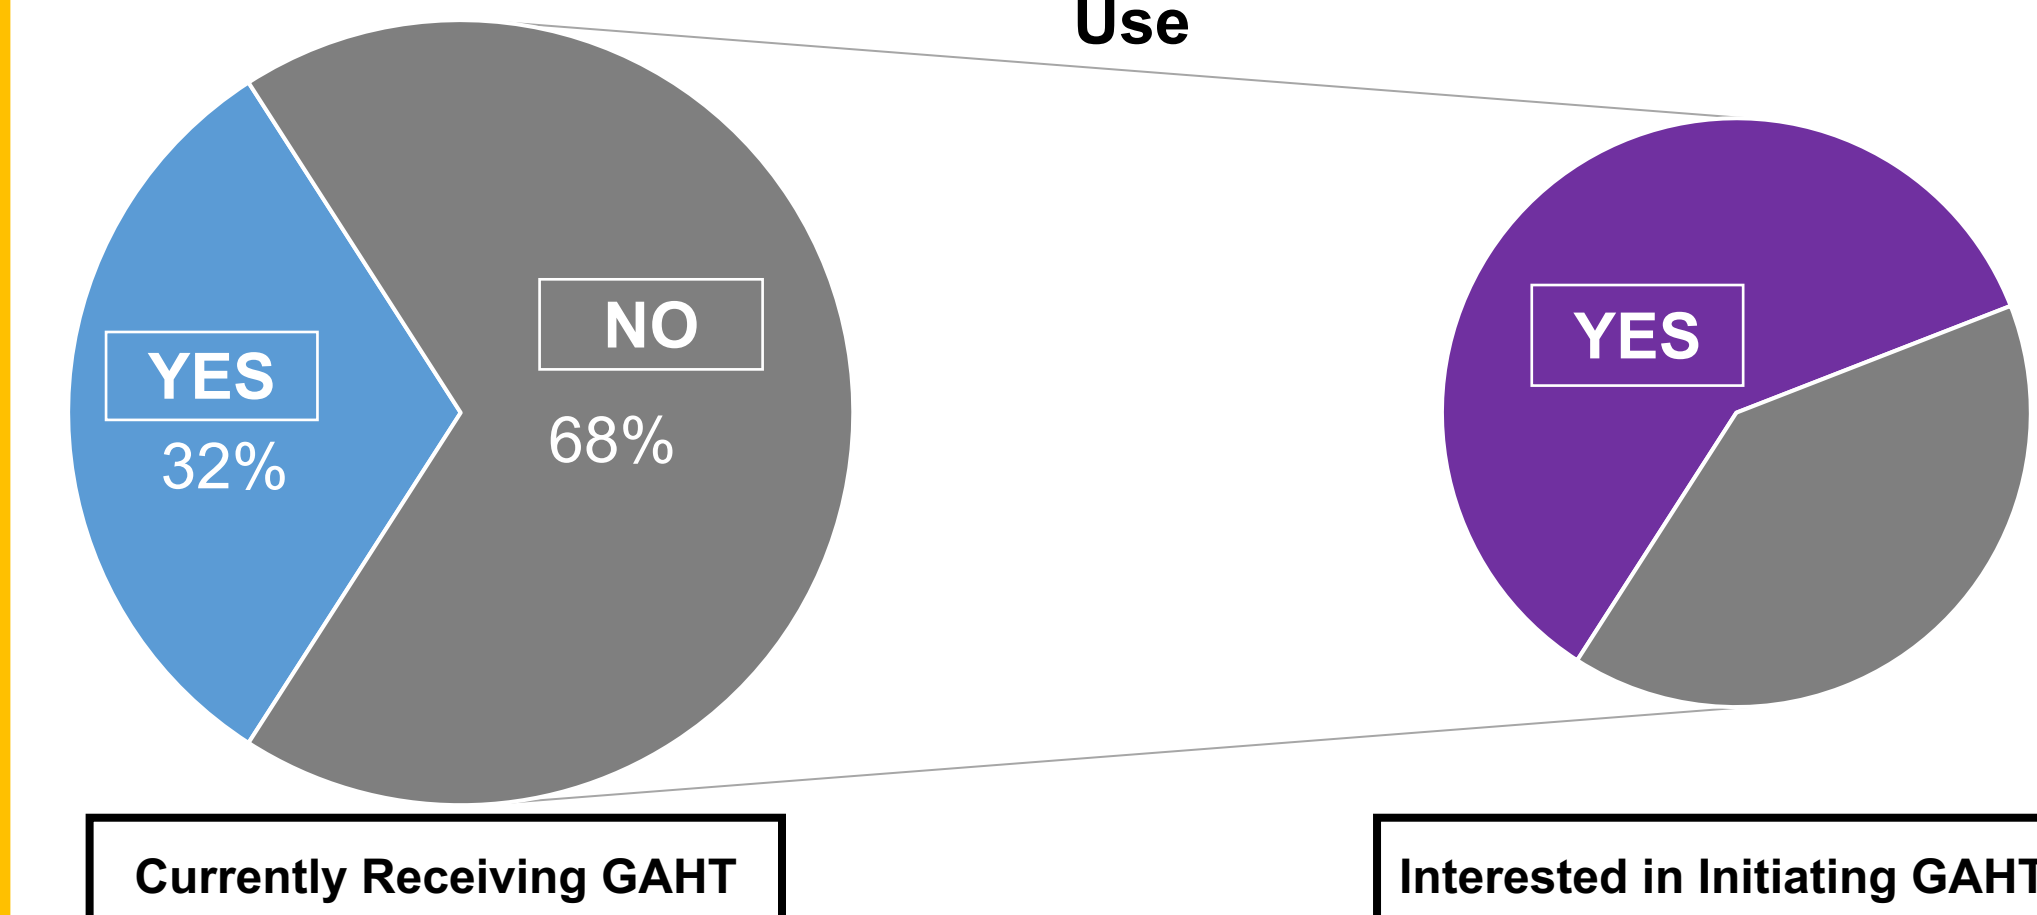 Use
NO
YES
YES
68%
32%
Currently Receiving GAHT
Interested in Initiating GAHT